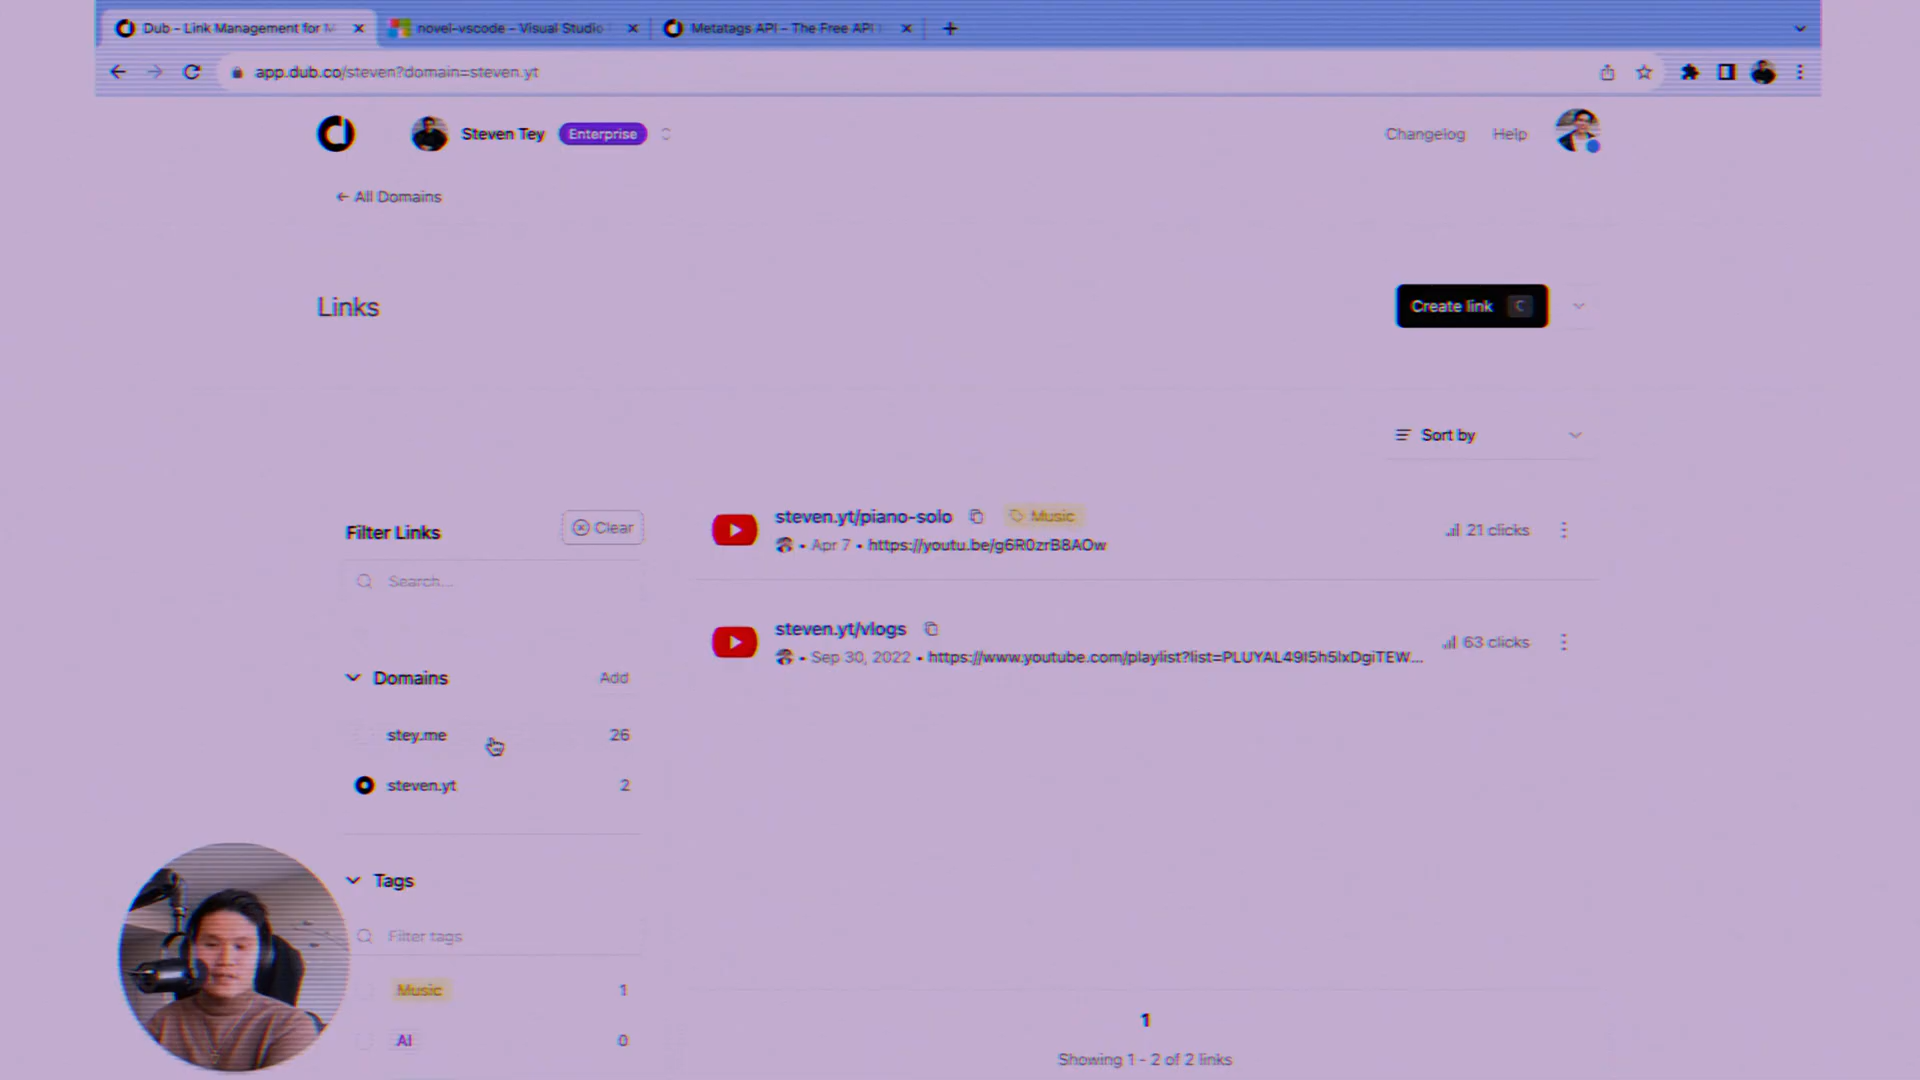 Dub - Link Management for M
novel-vscode – Visual Studio
Metatags API – The Free API
app.dub.co/steven?domain=steven.yt
Steven Tey
Enterprise
Changelog
Help
← All Domains
Links
Create link C
Sort by
Filter Links
Clear
Search...
Domains
Add
stey.me
26
steven.yt
2
Tags
Filter tags
Music
1
AI
0
steven.yt/piano-solo
Music
• Apr 7 • https://youtu.be/g6R0zrB8AOw
21 clicks
steven.yt/vlogs
• Sep 30, 2022 • https://www.youtube.com/playlist?list=PLUYAL49I5h5lxDgiTEW...
63 clicks
1
Showing 1 - 2 of 2 links